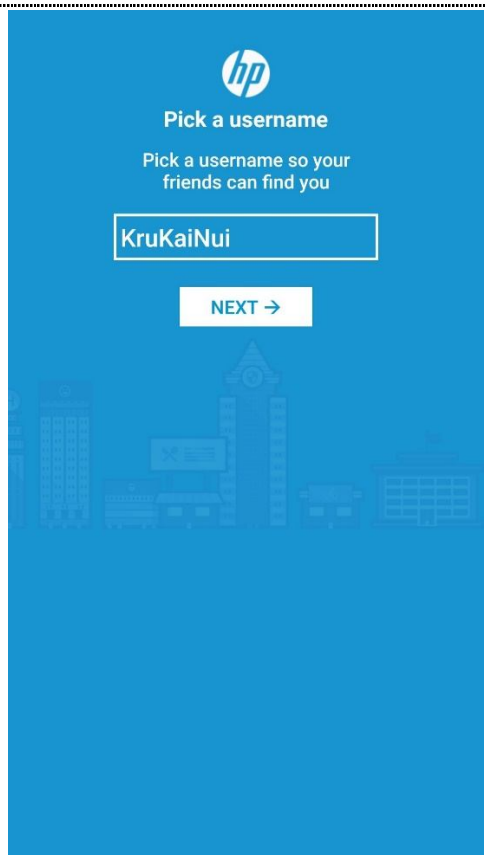 hp
Pick a username
Pick a username so your
friends can find you
KruKaiNui
NEXT →